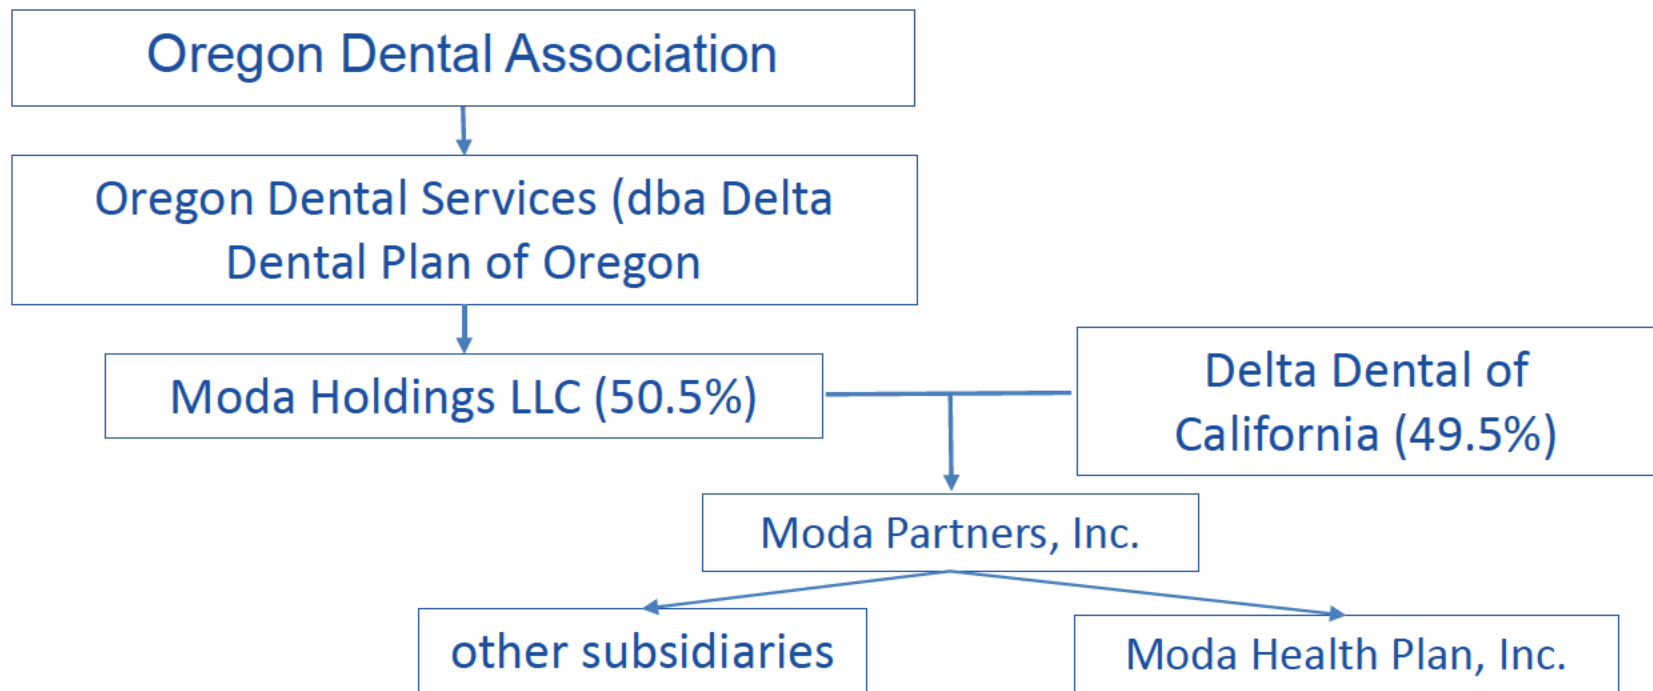 Oregon Dental Association
Oregon Dental Services (dba Delta
Dental Plan of Oregon
Moda Holdings LLC (50.5%)
Delta Dental of
California (49.5%)
Moda Partners, Inc.
other subsidiaries
Moda Health Plan, Inc.